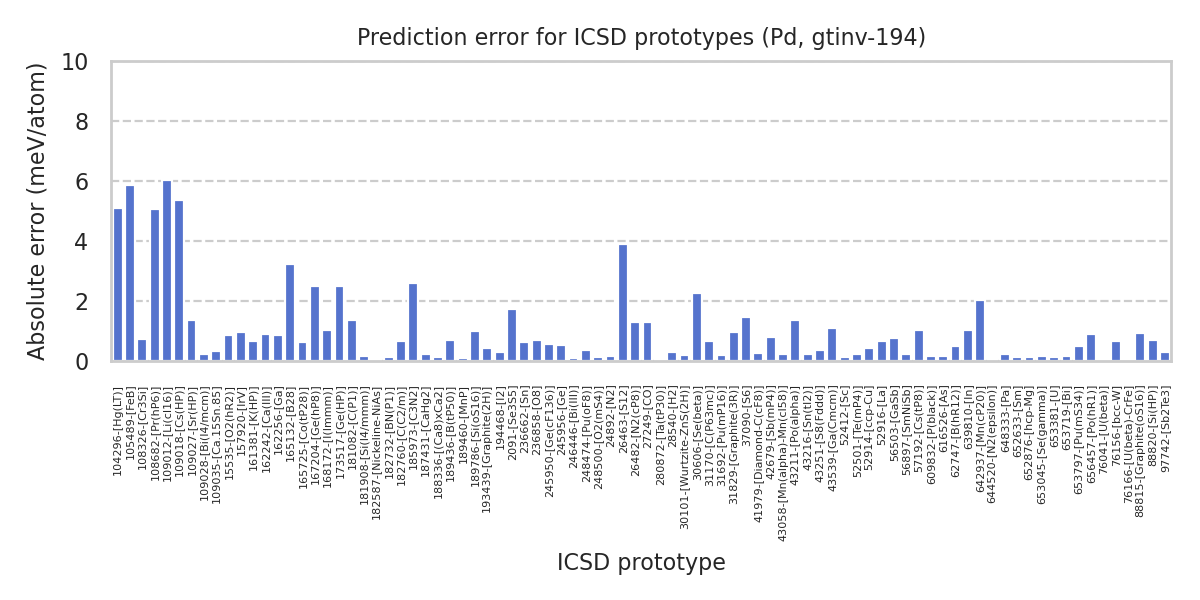 Prediction error for ICSD prototypes (Pd, gtinv-194)
Absolute error (meV/atom)
10
8
6
4
2
0
104296-[Hg(LT)]
105489-[FeB]
108326-[Cr3Si]
108682-[Pr(hP6)]
109012-[Li(cI16)]
109018-[Cs(HP)]
109027-[Sr(HP)]
109028-[Bi(I4/mcm)]
109035-[Ca.15Sn.85]
15535-[O2(hR2)]
157920-[IrV]
161381-[K(HP)]
162242-[Ca(III)]
162256-[Ga]
165132-[B28]
165725-[Co(tP28)]
167204-[Ge(hP8)]
168172-[I(Immm)]
173517-[Ge(HP)]
181082-[C(P1)]
181908-[Si(I4/mmm)]
182587-[Nickeline-NiAs]
182732-[BN(P1)]
182760-[C(C2/m)]
185973-[C3N2]
187431-[CaHg2]
188336-[(Ca8)xCa2]
189436-[B(tP50)]
189460-[MnP]
189786-[Si(oS16)]
193439-[Graphite(2H)]
194468-[I2]
2091-[Se3S5]
236662-[Sn]
236858-[O8]
245950-[Ge(cF136)]
245956-[Ge]
246446-[Bi(III)]
248474-[Pu(oF8)]
248500-[O2(mS4)]
24892-[N2]
26463-[S12]
26482-[N2(cP8)]
27249-[CO]
280872-[Ta(tP30)]
28540-[H2]
30101-[Wurtzite-ZnS(2H)]
30606-[Se(beta)]
31170-[C(P63mc)]
31692-[Pu(mP16)]
31829-[Graphite(3R)]
37090-[S6]
41979-[Diamond-C(cF8)]
42679-[Sb(mP4)]
43058-[Mn(alpha)-Mn(cI58)]
43211-[Po(alpha)]
43216-[Sn(tI2)]
43251-[S8(Fddd)]
43539-[Ga(Cmcm)]
52412-[Sc]
52501-[Te(mP4)]
52914-[fcc-Cu]
52916-[La]
56503-[GaSb]
56897-[SmNiSb]
57192-[Cs(tP8)]
609832-[P(black)]
616526-[As]
62747-[B(hR12)]
639810-[In]
642937-[Mn(cP20)]
644520-[N2(epsilon)]
648333-[Pa]
652633-[Sm]
652876-[hcp-Mg]
653045-[Se(gamma)]
653381-[U]
653719-[Bi]
653797-[Pu(mS34)]
656457-[Po(hR1)]
76041-[U(beta)]
76156-[bcc-W]
76166-[U(beta)-CrFe]
88815-[Graphite(oS16)]
88820-[Si(HP)]
97742-[Sb2Te3]
ICSD prototype